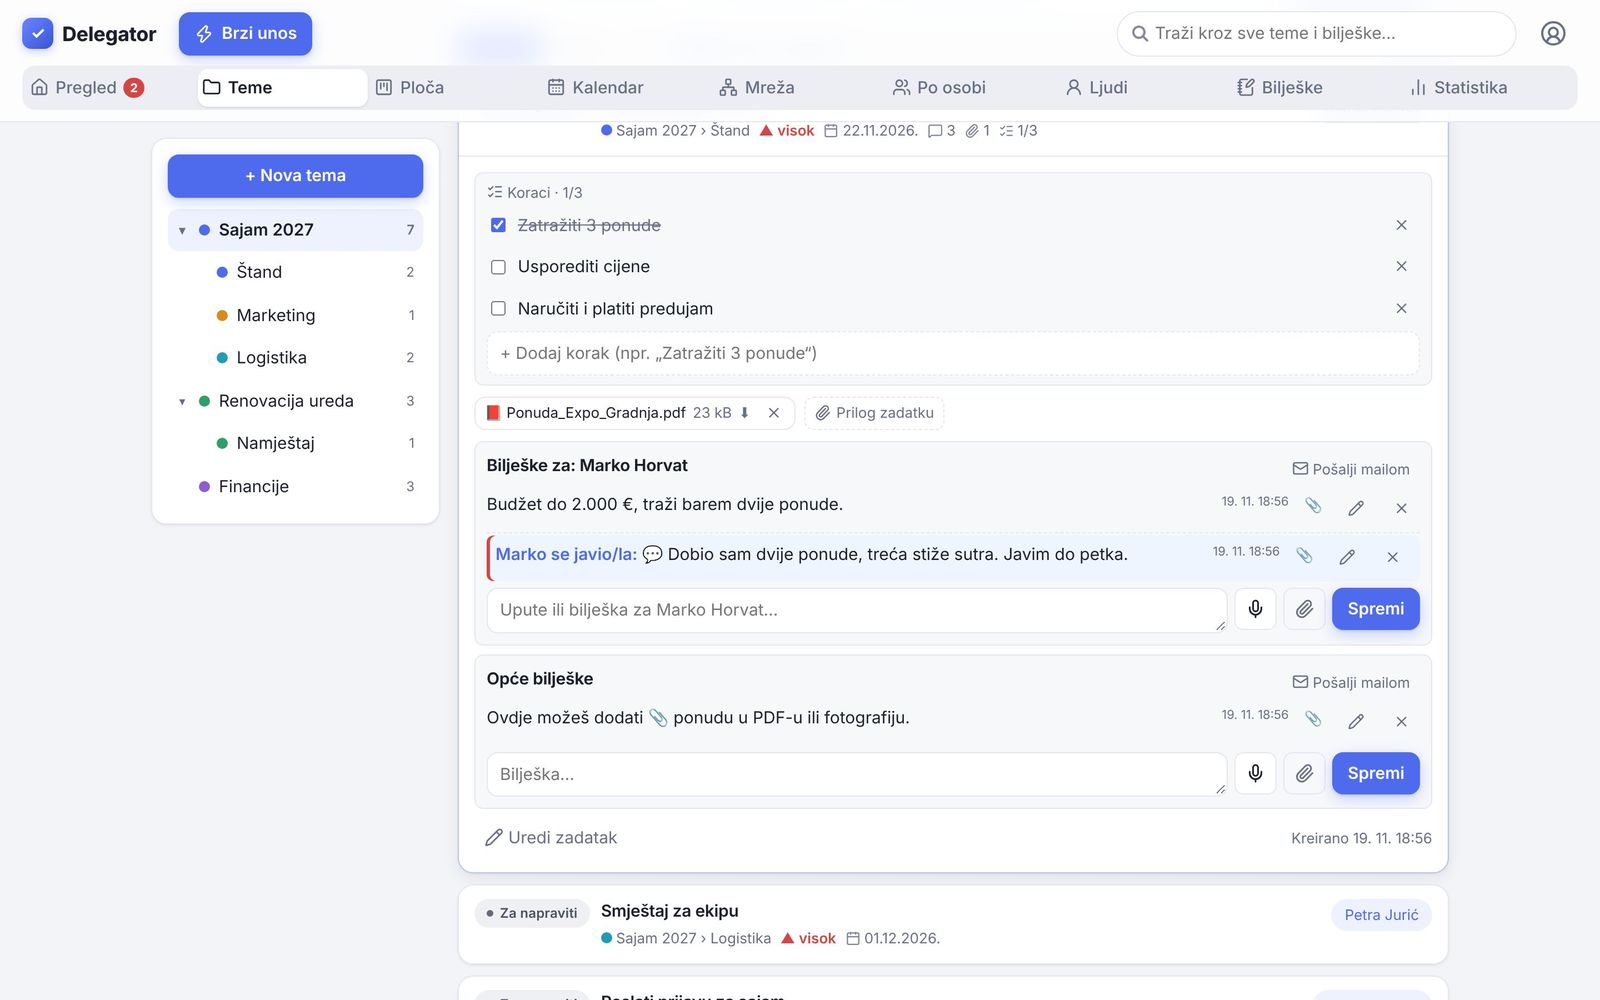 Delegator
Brzi unos
Traži kroz sve teme i bilješke...
Pregled 2
Teme
Ploča
Kalendar
Mreža
Po osobi
Ljudi
Bilješke
Statistika
+ Nova tema
Sajam 2027 7
Štand 2
Marketing 1
Logistika 2
Renovacija ureda 3
Namještaj 1
Financije 3
Sajam 2027 › Štand visok 22.11.2026. 3 1 1/3
Koraci · 1/3
Zatražiti 3 ponude
Usporediti cijene
Naručiti i platiti predujam
+ Dodaj korak (npr. „Zatražiti 3 ponude“)
Ponuda_Expo_Gradnja.pdf 23 kB
Prilog zadatku
Bilješke za: Marko Horvat
Pošalji mailom
Budžet do 2.000 €, traži barem dvije ponude. 19. 11. 18:56
Marko se javio/la: 💬 Dobio sam dvije ponude, treća stiže sutra. Javim do petka. 19. 11. 18:56
Upute ili bilješka za Marko Horvat...
Spremi
Opće bilješke
Pošalji mailom
Ovdje možeš dodati 📎 ponudu u PDF-u ili fotografiju. 19. 11. 18:56
Bilješka...
Spremi
Uredi zadatak
Kreirano 19. 11. 18:56
Za napraviti
Smještaj za ekipu
Petra Jurić
Sajam 2027 › Logistika visok 01.12.2026.